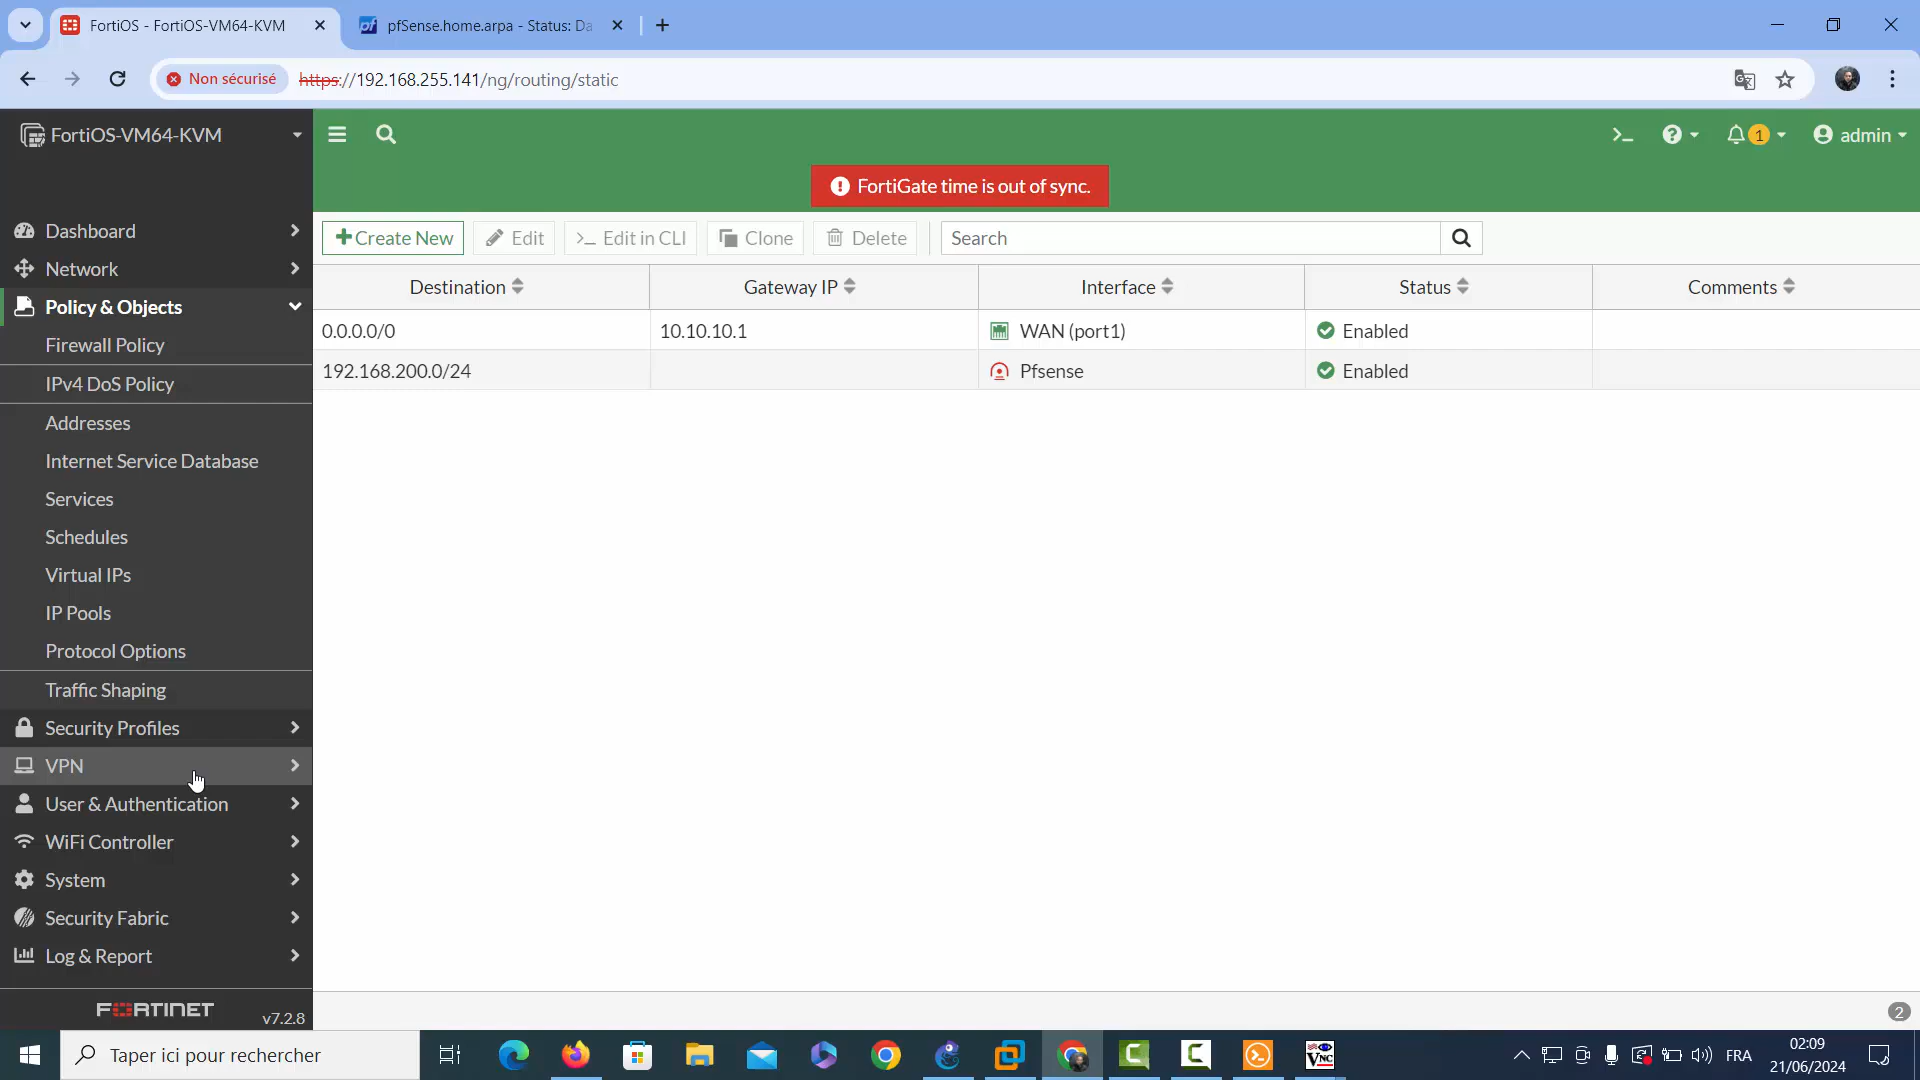 FortiOS - FortiOS-VM64-KVM
pfSense.home.arpa - Status: Da
Non sécurisé
https://192.168.255.141/ng/routing/static
FortiOS-VM64-KVM
1
admin
FortiGate time is out of sync.
Dashboard
Network
Policy & Objects
Firewall Policy
IPv4 DoS Policy
Addresses
Internet Service Database
Services
Schedules
Virtual IPs
IP Pools
Protocol Options
Traffic Shaping
Security Profiles
VPN
User & Authentication
WiFi Controller
System
Security Fabric
Log & Report
FORTINET
v7.2.8
+Create New
Edit
>_ Edit in CLI
Clone
Delete
Search
Destination
Gateway IP
Interface
Status
Comments
0.0.0.0/0
10.10.10.1
WAN (port1)
Enabled
192.168.200.0/24
Pfsense
Enabled
2
Taper ici pour rechercher
VNC
FRA
02:09
21/06/2024